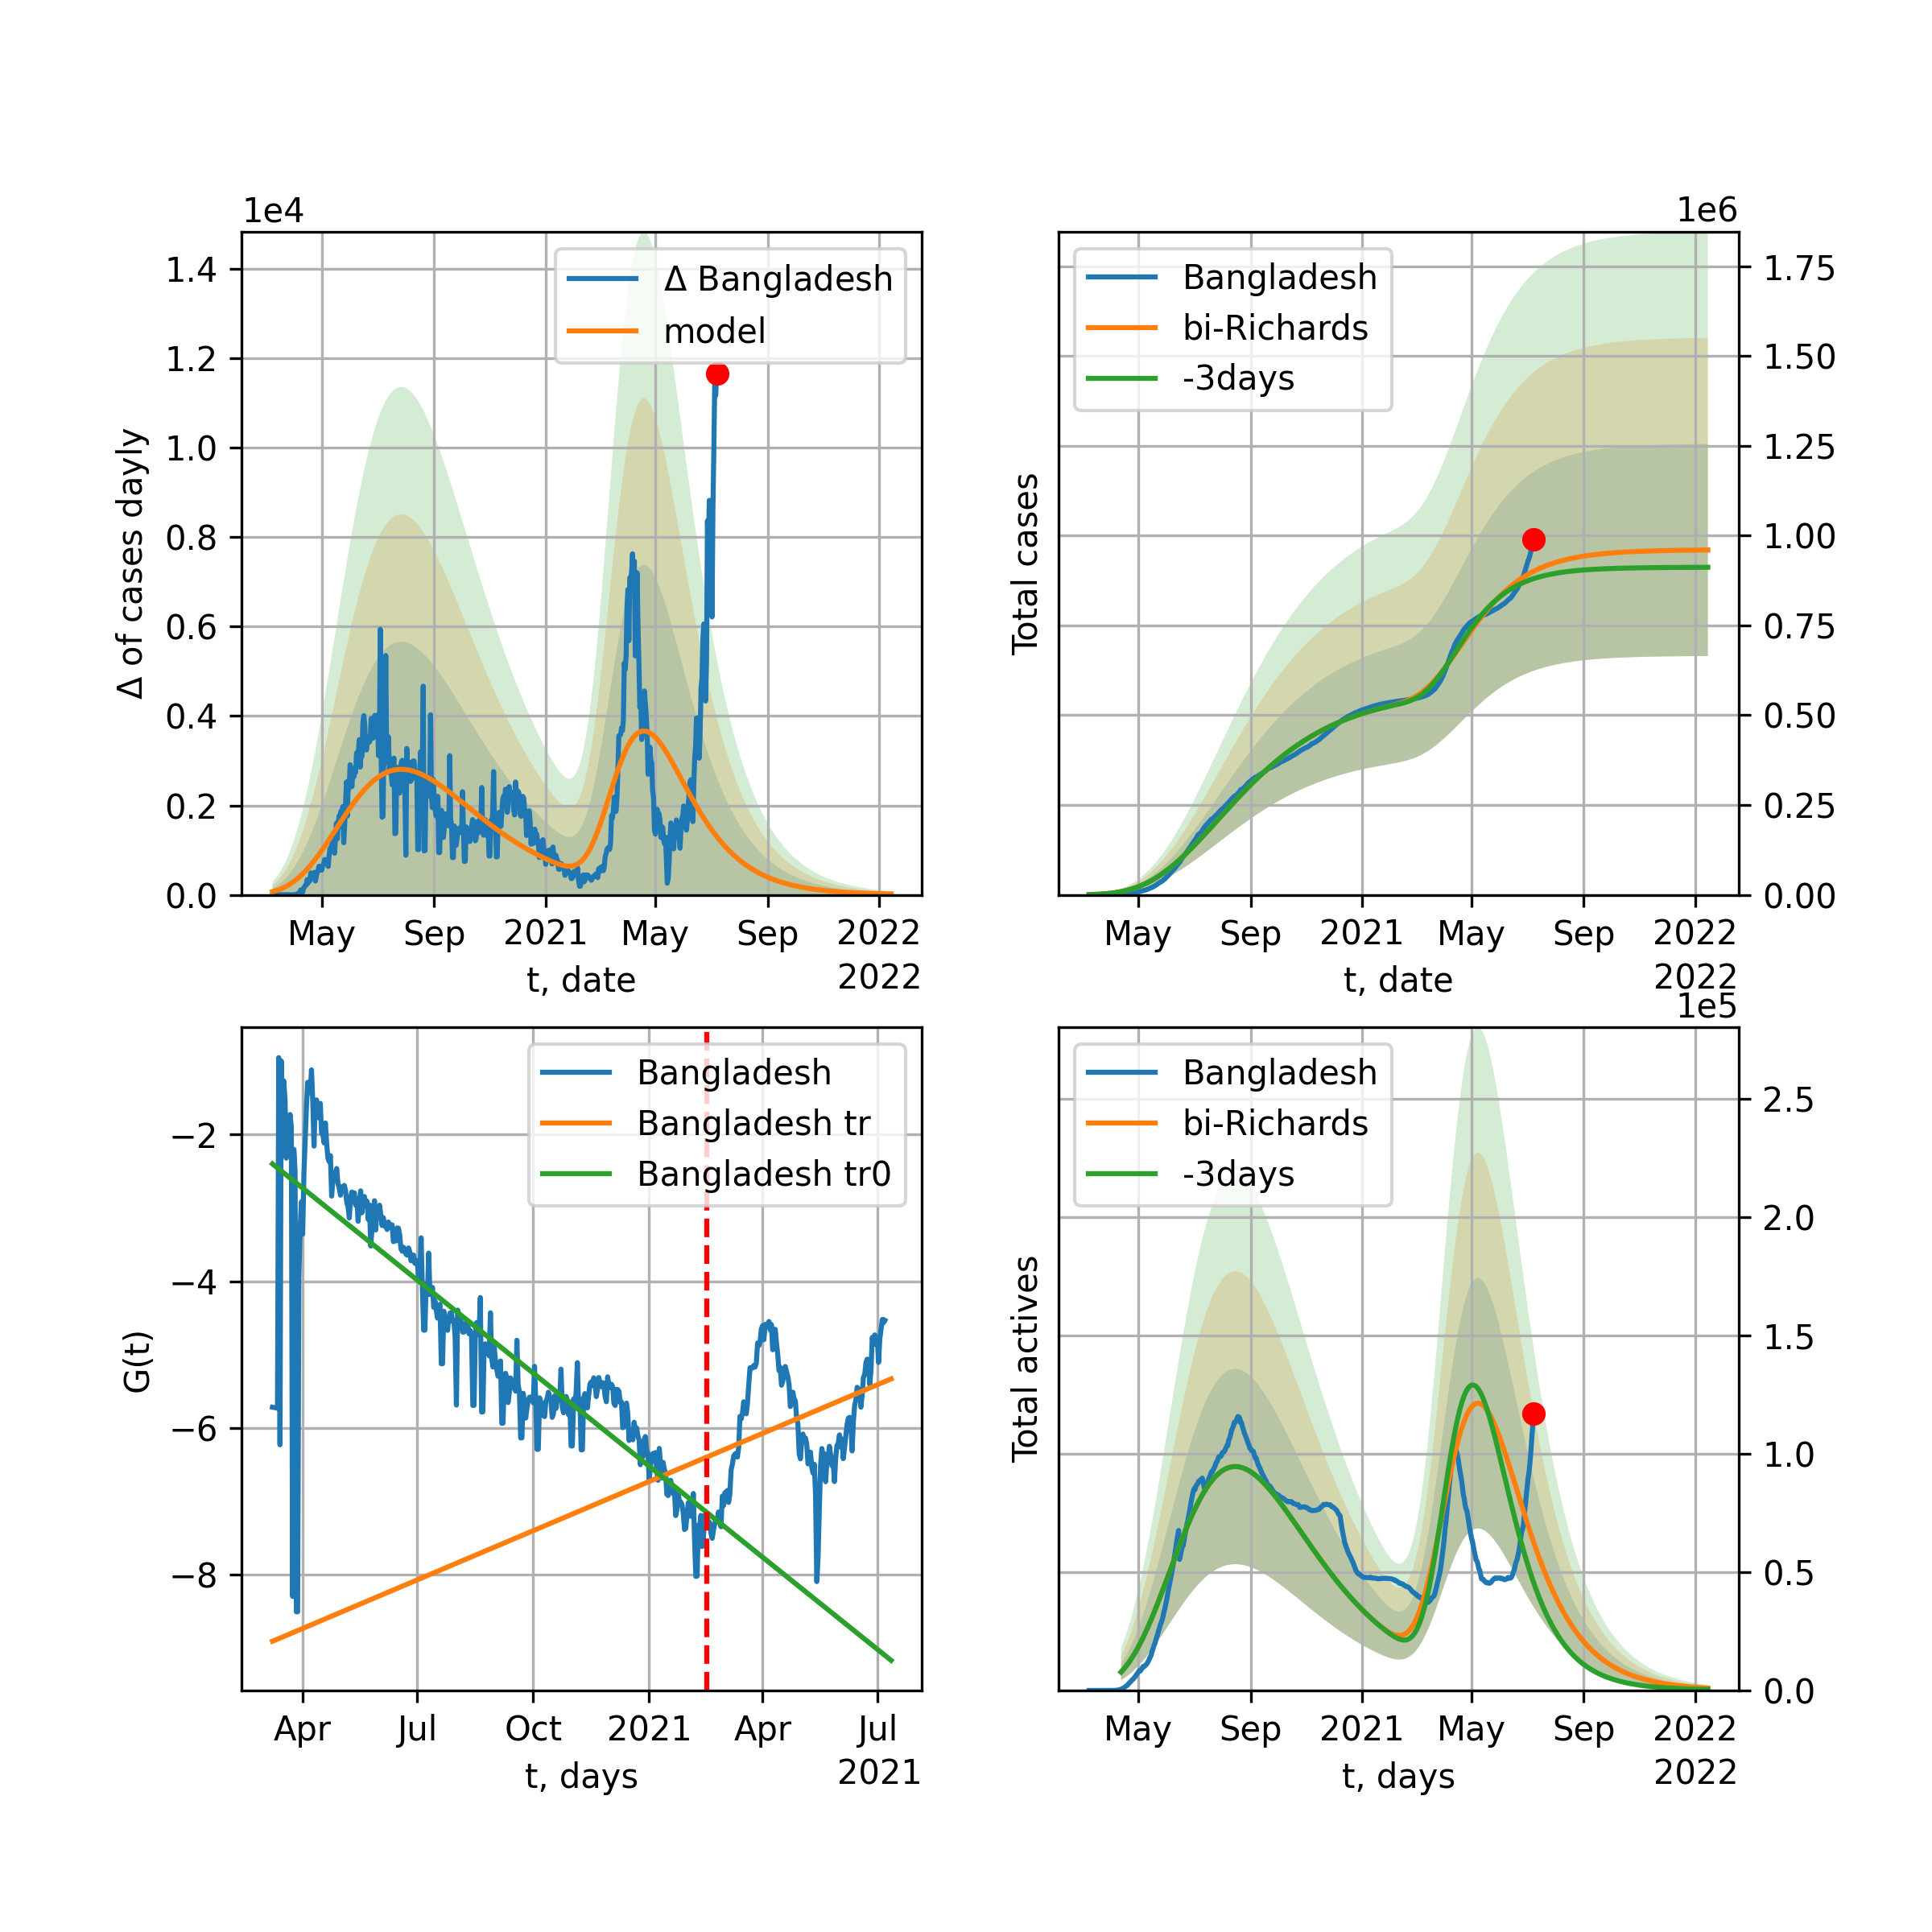 1e4
Δ of cases dayly
1.4
1.2
1.0
0.8
0.6
0.4
0.2
0.0
Δ Bangladesh
model
May Sep 2021 May Sep 2022
t, date 2022
1e6
Total cases
Bangladesh
bi-Richards
-3days
1.75
1.50
1.25
1.00
0.75
0.50
0.25
0.00
May Sep 2021 May Sep 2022
t, date 2022
G(t)
−2
−4
−6
−8
Bangladesh
Bangladesh tr
Bangladesh tr0
Apr Jul Oct 2021 Apr Jul
t, days 2021
1e5
Total actives
Bangladesh
bi-Richards
-3days
2.5
2.0
1.5
1.0
0.5
0.0
May Sep 2021 May Sep 2022
t, days 2022